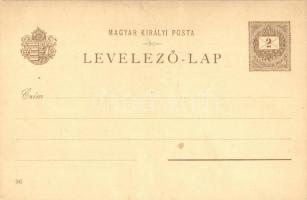 MAGYAR KIRÁLYI POSTA
LEVELEZŐ-LAP
2
Czim
96